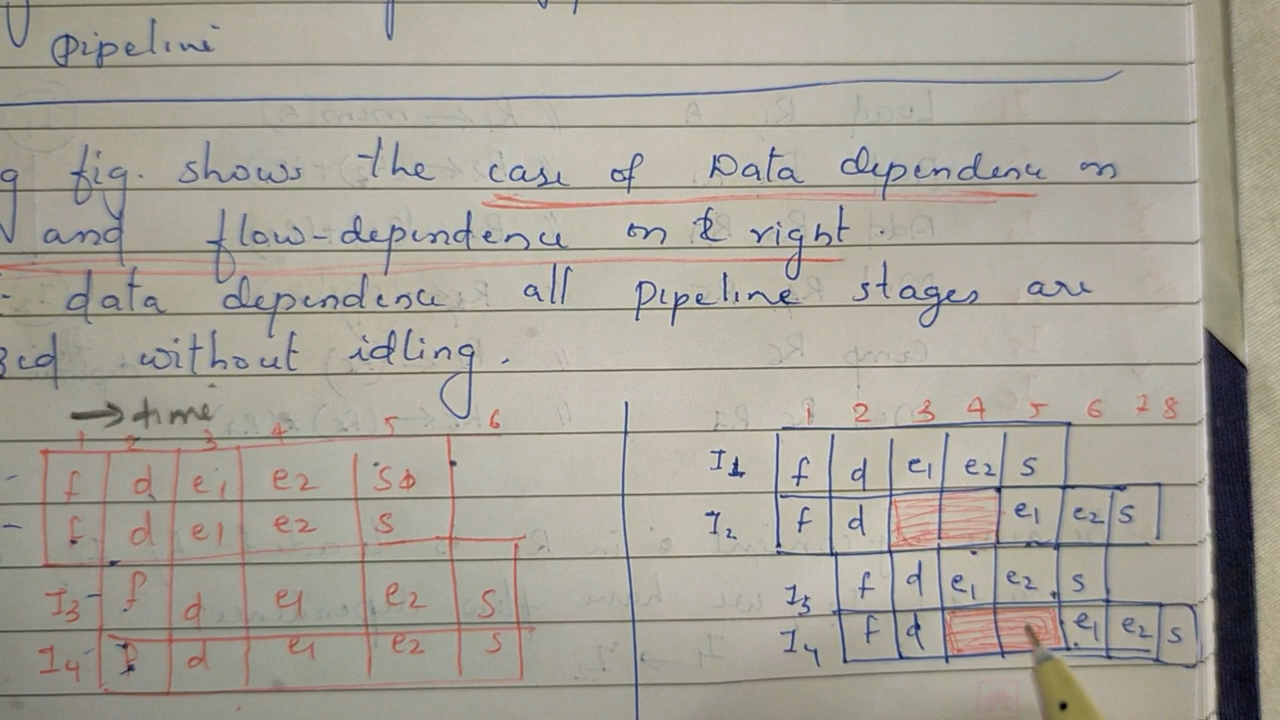 pipeline
g fig. shows the case of Data dependence on
and flow-dependence on t right.
data dependence all pipeline stages are
without idling.
→ time
1 2 3 4 5 6
f d e1 e2 s
f d e1 e2 s
I3 - f d e1 e2 s
I4 - f d e1 e2 s
1 2 3 4 5 6 7 8
I1 f d e1 e2 s
I2 f d e1 e2 s
I3 f d e1 e2 s
I4 f d e1 e2 s